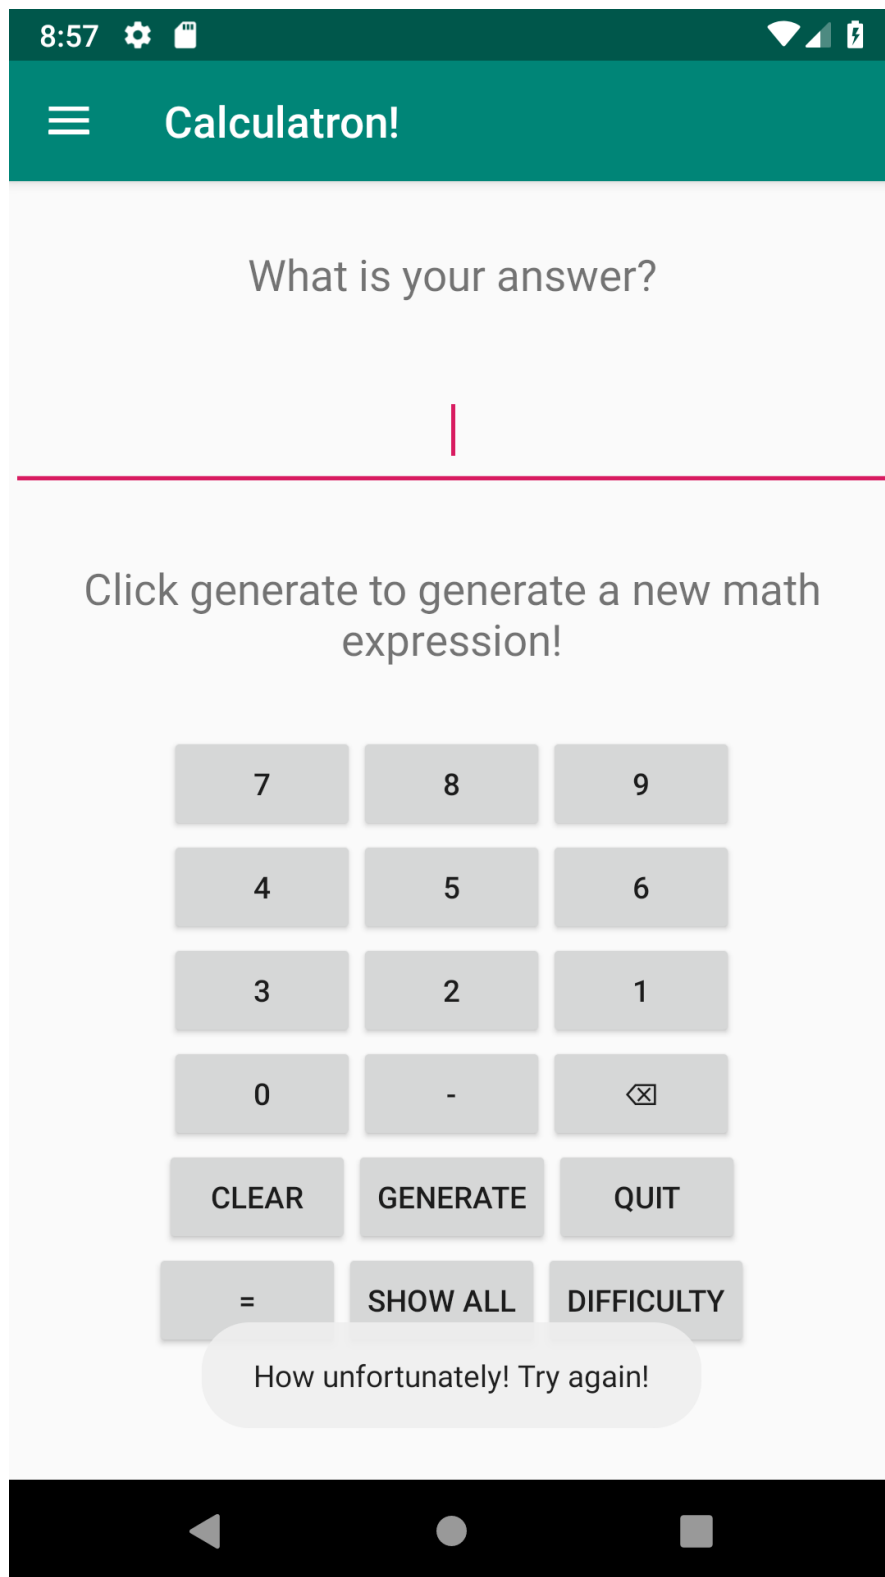 8:57
Calculatron!
What is your answer?
Click generate to generate a new math
expression!
7 8 9
4 5 6
3 2 1
0 - ⌫
CLEAR GENERATE QUIT
= SHOW ALL DIFFICULTY
How unfortunately! Try again!